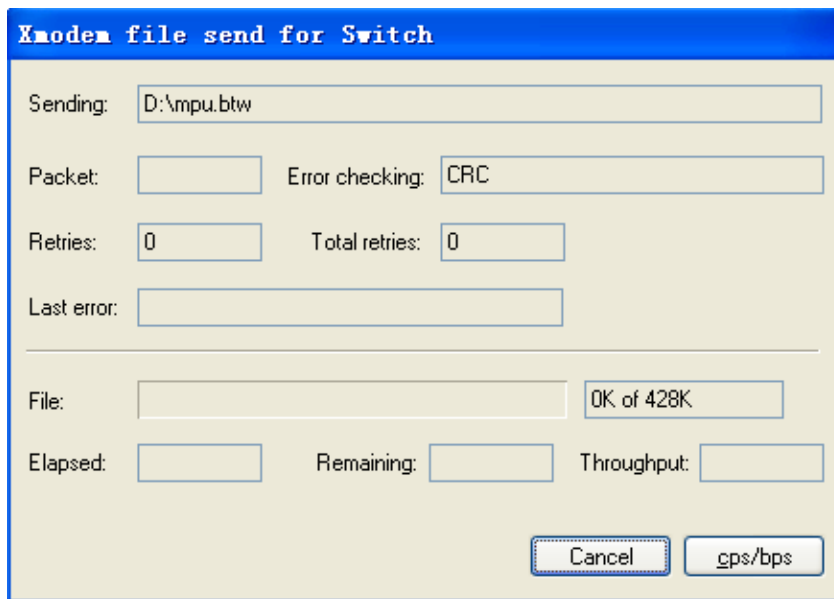 Xmodem file send for Switch
Sending: D:\mpu.btw
Packet: Error checking: CRC
Retries: 0 Total retries: 0
Last error:
File: 0K of 428K
Elapsed: Remaining: Throughput:
Cancel cps/bps